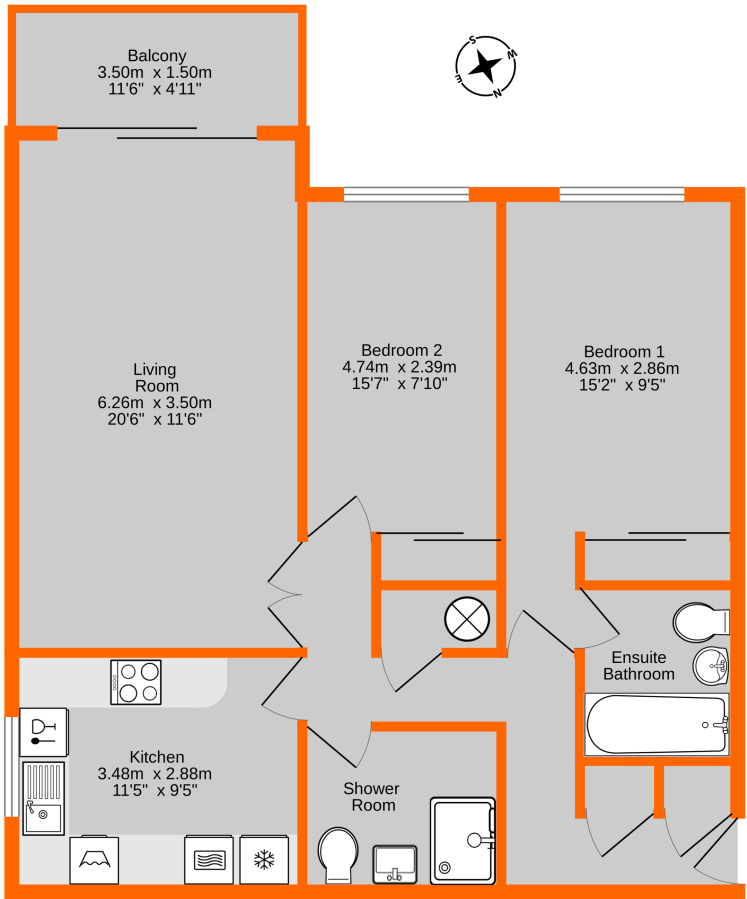 Balcony
3.50m x 1.50m
11'6" x 4'11"
S
W
E
N
Living
Room
6.26m x 3.50m
20'6" x 11'6"
Bedroom 2
4.74m x 2.39m
15'7" x 7'10"
Bedroom 1
4.63m x 2.86m
15'2" x 9'5"
Ensuite
Bathroom
Kitchen
3.48m x 2.88m
11'5" x 9'5"
Shower
Room